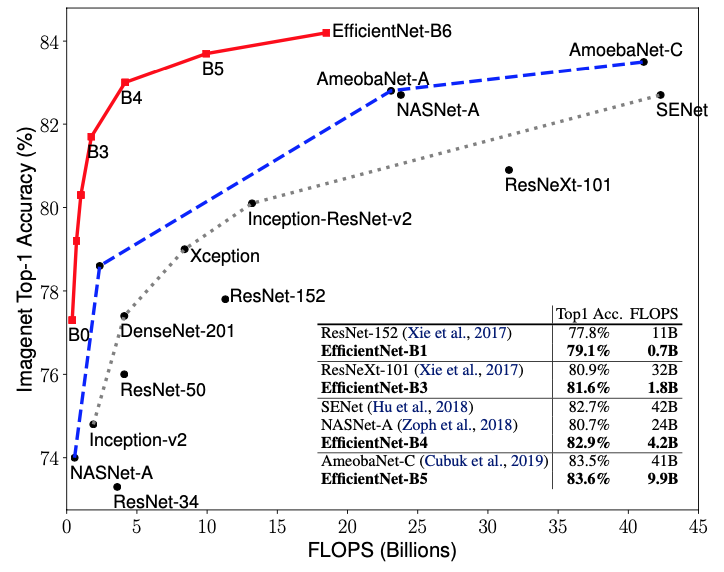 84
82
80
78
76
74
Imagenet Top-1 Accuracy (%)
EfficientNet-B6
B5
B4
B3
B0
AmoebaNet-C
AmeobaNet-A
NASNet-A
SENet
ResNeXt-101
Inception-ResNet-v2
Xception
ResNet-152
DenseNet-201
ResNet-50
Inception-v2
NASNet-A
ResNet-34
Top1 Acc. FLOPS
ResNet-152 (Xie et al., 2017) 77.8% 11B
EfficientNet-B1 79.1% 0.7B
ResNeXt-101 (Xie et al., 2017) 80.9% 32B
EfficientNet-B3 81.6% 1.8B
SENet (Hu et al., 2018) 82.7% 42B
NASNet-A (Zoph et al., 2018) 80.7% 24B
EfficientNet-B4 82.9% 4.2B
AmeobaNet-C (Cubuk et al., 2019) 83.5% 41B
EfficientNet-B5 83.6% 9.9B
0 5 10 15 20 25 30 35 40 45
FLOPS (Billions)